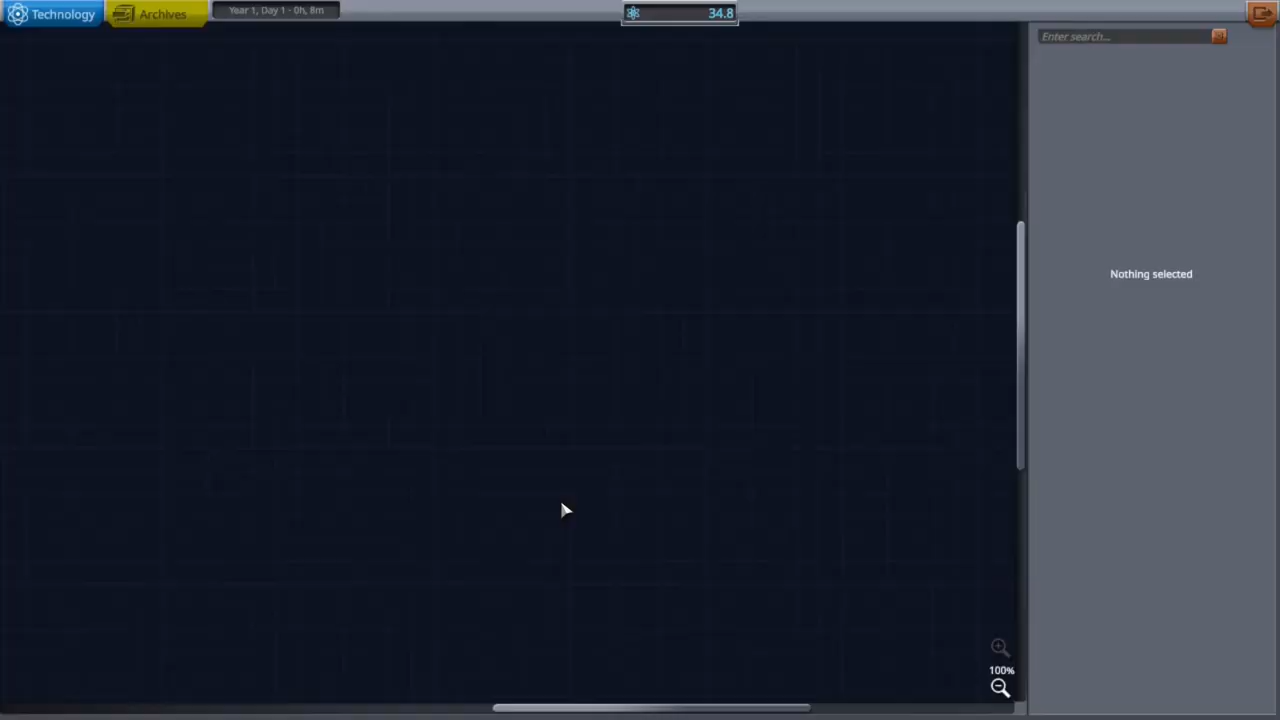 Technology
Archives
Year 1, Day 1 - 0h, 8m
34.8
Enter search...
Nothing selected
100%